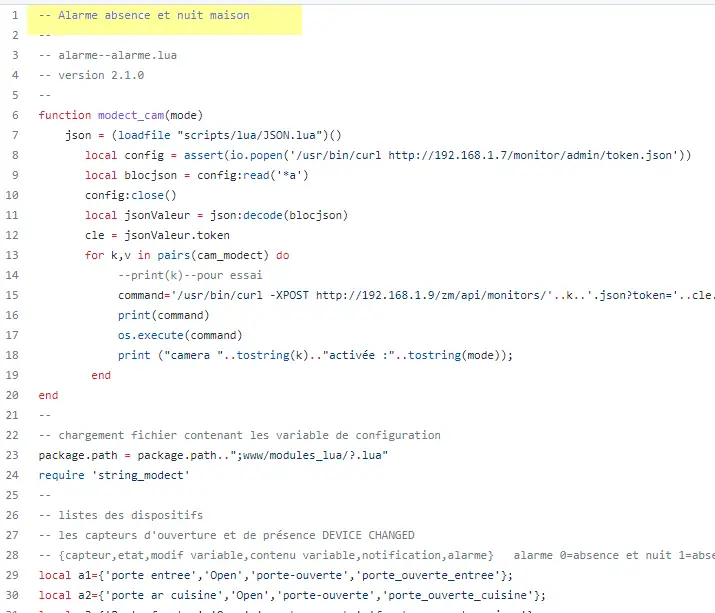 1 -- Alarme absence et nuit maison
2 --
3 -- alarme--alarme.lua
4 -- version 2.1.0
5 --
6 function modect_cam(mode)
7 json = (loadfile "scripts/lua/JSON.lua")()
8 local config = assert(io.popen('/usr/bin/curl http://192.168.1.7/monitor/admin/token.json'))
9 local blocjson = config:read('*a')
10 config:close()
11 local jsonValeur = json:decode(blocjson)
12 cle = jsonValeur.token
13 for k,v in pairs(cam_modect) do
14 --print(k)--pour essai
15 command='/usr/bin/curl -XPOST http://192.168.1.9/zm/api/monitors/'..k..'.json?token='..cle.
16 print(command)
17 os.execute(command)
18 print ("camera "..tostring(k).."activée :"..tostring(mode));
19 end
20 end
21 --
22 -- chargement fichier contenant les variable de configuration
23 package.path = package.path..";www/modules_lua/?.lua"
24 require 'string_modect'
25 --
26 -- listes des dispositifs
27 -- les capteurs d'ouverture et de présence DEVICE CHANGED
28 -- {capteur,etat,modif variable,contenu variable,notification,alarme} alarme 0=absence et nuit 1=abse
29 local a1={'porte entree','Open','porte-ouverte','porte_ouverte_entree'};
30 local a2={'porte ar cuisine','Open','porte-ouverte','porte_ouverte_cuisine'};